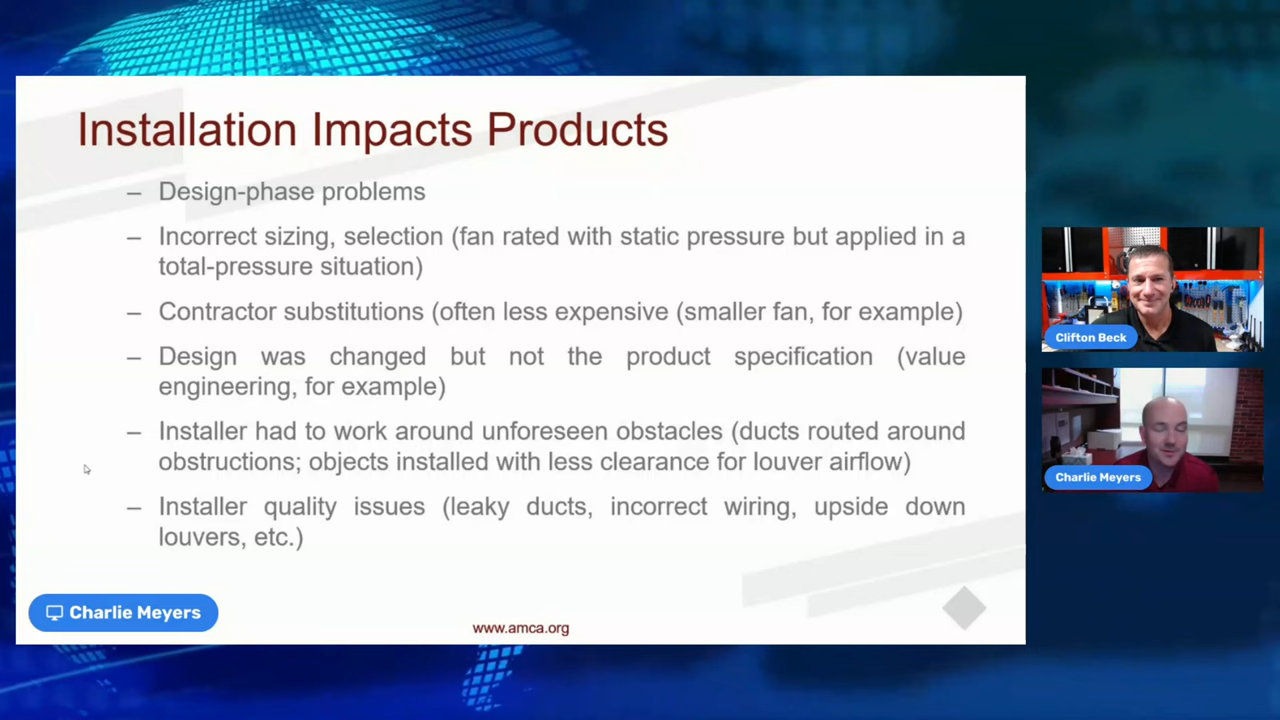 Installation Impacts Products
– Design-phase problems
– Incorrect sizing, selection (fan rated with static pressure but applied in a
total-pressure situation)
– Contractor substitutions (often less expensive (smaller fan, for example)
– Design was changed but not the product specification (value
engineering, for example)
– Installer had to work around unforeseen obstacles (ducts routed around
obstructions; objects installed with less clearance for louver airflow)
– Installer quality issues (leaky ducts, incorrect wiring, upside down
louvers, etc.)
Charlie Meyers
www.amca.org
Clifton Beck
Charlie Meyers